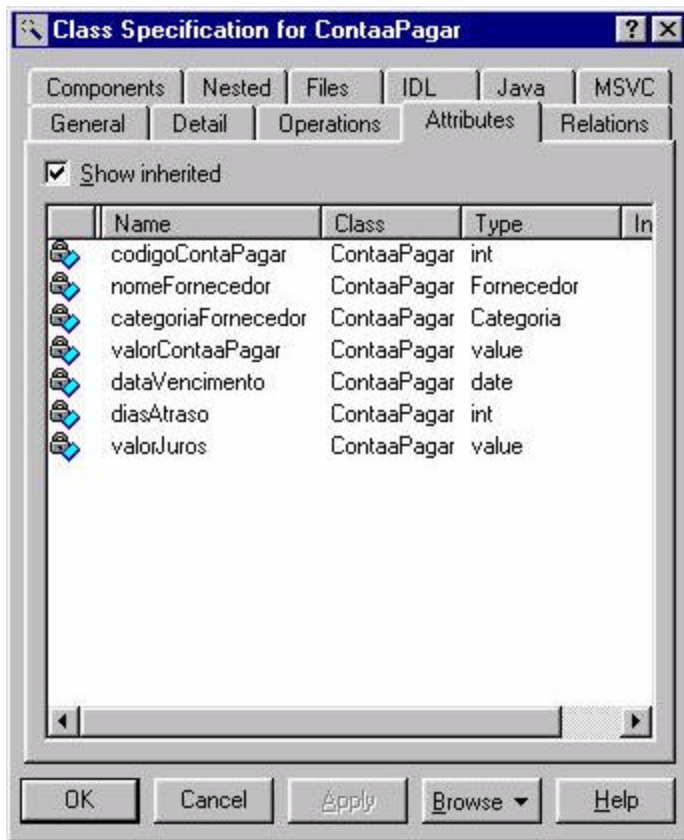 Class Specification for ContaaPagar
Components Nested Files IDL Java MSVC
General Detail Operations Attributes Relations
Show inherited
Name Class Type In
codigoContaPagar ContaaPagar int
nomeFornecedor ContaaPagar Fornecedor
categoriaFornecedor ContaaPagar Categoria
valorContaaPagar ContaaPagar value
dataVencimento ContaaPagar date
diasAtraso ContaaPagar int
valorJuros ContaaPagar value
OK Cancel Apply Browse Help